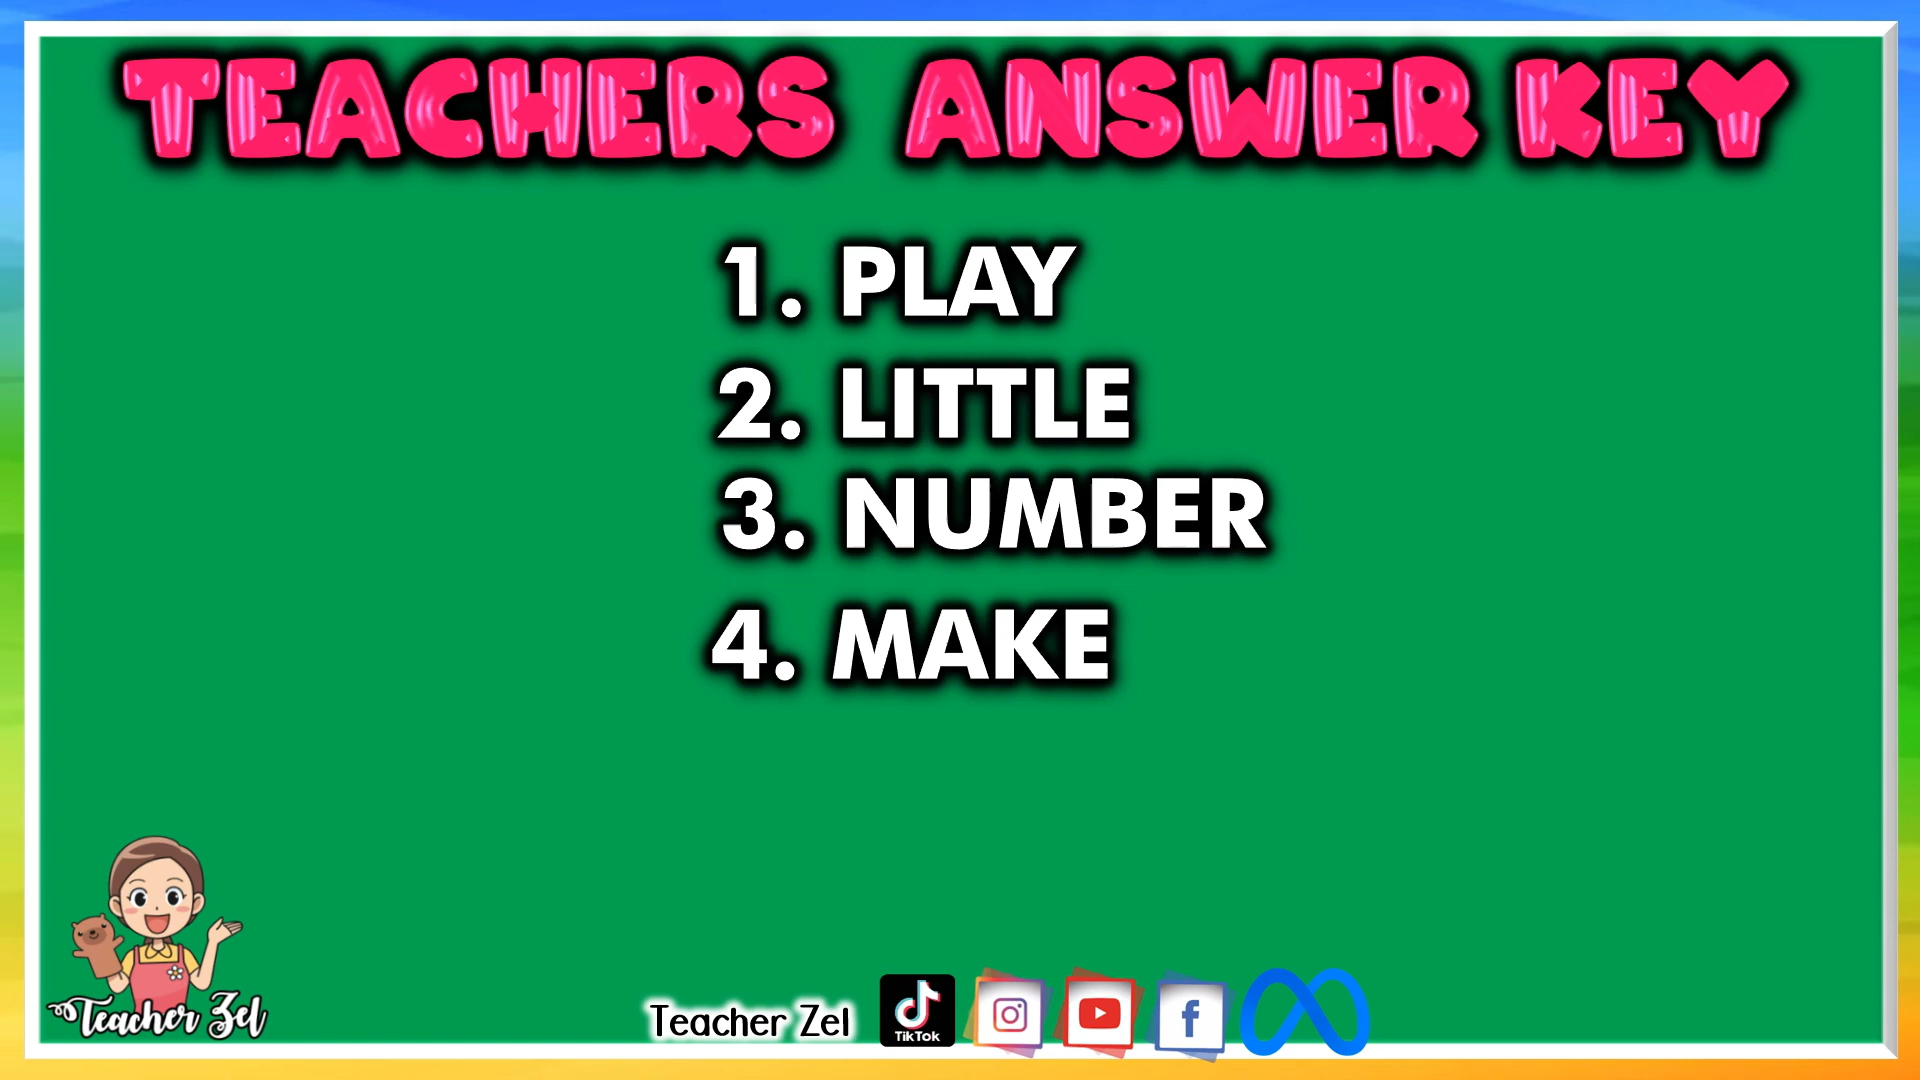 TEACHERS ANSWER KEY
1. PLAY
2. LITTLE
3. NUMBER
4. MAKE
Teacher Zel
Teacher Zel
TikTok
f